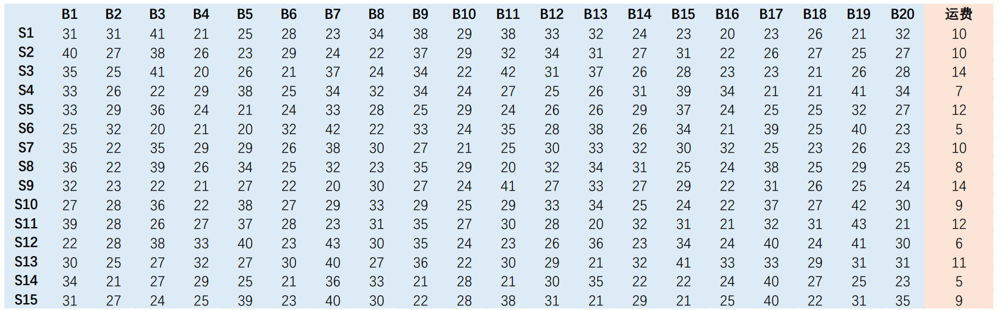 B1 B2 B3 B4 B5 B6 B7 B8 B9 B10 B11 B12 B13 B14 B15 B16 B17 B18 B19 B20 运费
S1 31 31 41 21 25 28 23 34 38 29 38 33 32 24 23 20 23 26 21 32 10
S2 40 27 38 26 23 29 24 22 37 29 32 34 31 27 31 22 26 27 25 27 10
S3 35 25 41 20 26 21 37 24 34 22 42 31 37 26 28 23 23 21 26 28 14
S4 33 26 22 29 38 25 34 32 34 24 27 25 26 31 39 34 21 21 41 34 7
S5 33 29 36 24 21 24 33 28 25 29 24 26 26 29 37 24 25 25 32 27 12
S6 25 32 20 21 20 32 42 22 33 24 35 28 38 26 34 21 39 25 40 23 5
S7 35 22 35 29 29 26 38 30 27 21 25 30 33 32 30 32 25 23 26 23 10
S8 36 22 39 26 34 25 32 23 35 29 20 32 34 31 25 24 38 25 29 25 8
S9 32 23 22 21 27 22 20 30 27 24 41 27 33 27 29 22 31 26 25 24 14
S10 27 28 36 22 38 27 29 33 29 25 29 33 34 25 24 22 37 27 42 30 9
S11 39 28 26 27 37 28 23 31 35 27 30 28 20 32 31 21 32 31 43 21 12
S12 22 28 38 33 40 23 43 30 35 24 23 26 36 23 34 24 40 24 41 30 6
S13 30 25 27 32 27 30 40 27 36 22 30 29 21 32 41 33 33 29 31 31 11
S14 34 21 27 29 25 21 36 33 21 28 21 30 35 22 22 24 40 27 25 23 5
S15 31 27 24 25 39 23 40 30 22 28 38 31 21 29 21 25 40 22 31 35 9